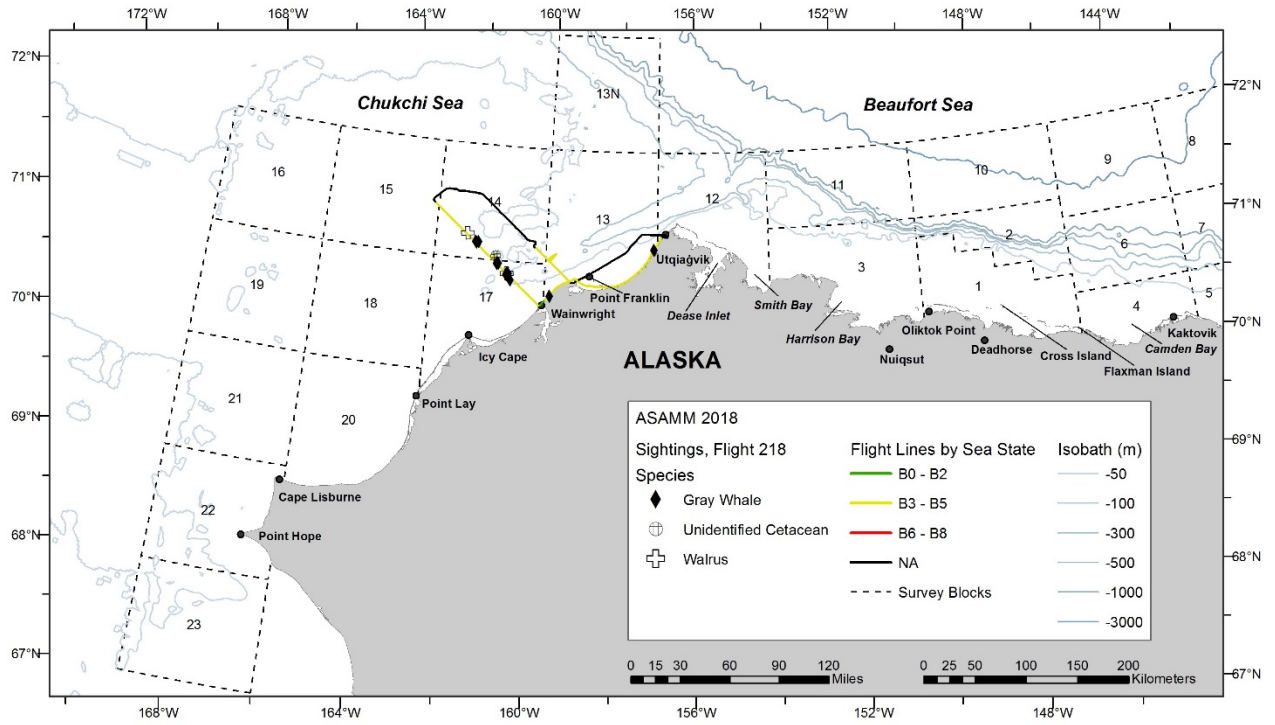 172°W 168°W 164°W 160°W 156°W 152°W 148°W 144°W
72°N
72°N
Chukchi Sea
Beaufort Sea
13N
8
9
10
16
15
11
71°N
71°N
14
12
13
7
2
6
Utqiaġvik
3
19
18
17
1
5
70°N
70°N
Point Franklin
Wainwright
Dease Inlet
Smith Bay
Harrison Bay
4
Kaktovik
Oliktok Point
Camden Bay
Icy Cape
ALASKA
Nuiqsut
Deadhorse
Cross Island
Flaxman Island
21
20
Point Lay
69°N
69°N
Cape Lisburne
22
Point Hope
68°N
68°N
23
67°N
67°N
ASAMM 2018
Sightings, Flight 218
Species
Gray Whale
Unidentified Cetacean
Walrus
Flight Lines by Sea State
B0 - B2
B3 - B5
B6 - B8
NA
Survey Blocks
Isobath (m)
-50
-100
-300
-500
-1000
-3000
0 15 30 60 90 120
Miles
0 25 50 100 150 200
Kilometers
168°W 164°W 160°W 156°W 152°W 148°W